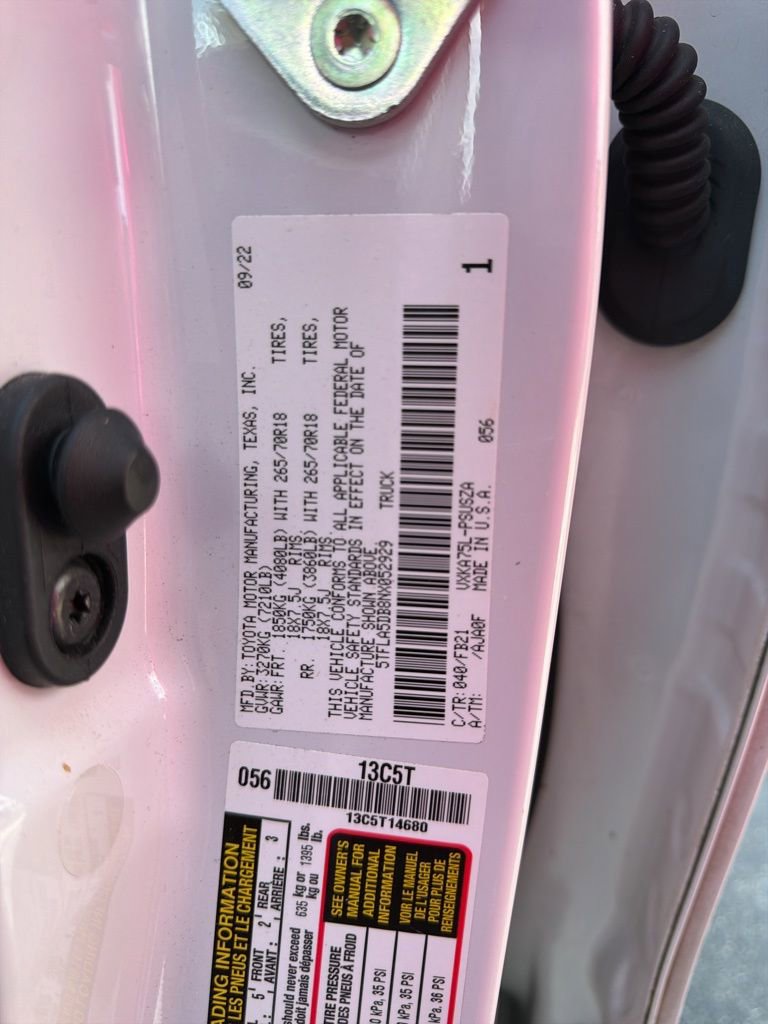 09/22
MFD.BY: TOYOTA MOTOR MANUFACTURING, TEXAS, INC.
GVWR: 3270KG (7210LB)
GAWR: FRT. 1850KG (4080LB) WITH 265/70R18 TIRES,
18X7.5J RIMS
RR. 1750KG (3860LB) WITH 265/70R18 TIRES,
18X7.5J RIMS
THIS VEHICLE CONFORMS TO ALL APPLICABLE FEDERAL MOTOR
VEHICLE SAFETY STANDARDS IN EFFECT ON THE DATE OF
MANUFACTURE SHOWN ABOVE.
5TFLA5DB8NX052929 TRUCK
C/TR: 040/FB21 VXKA75L-PSUSZA 056
A/TM: /AJA0F MADE IN U.S.A.
1
056
13C5T
13C5T14680
ADING INFORMATION
LES PNEUS ET LE CHARGEMENT
5 FRONT 2 REAR 3
AVANT : ARRIÈRE :
should never exceed 635 kg or 1395 lbs.
doit jamais dépasser kg ou lb.
TIRE PRESSURE
DES PNEUS À FROID
SEE OWNER'S
MANUAL FOR
ADDITIONAL
INFORMATION
VOIR LE MANUEL
DE L'USAGER
POUR PLUS DE
RENSEIGNEMENTS
0 kPa, 35 PSI
kPa, 35 PSI
kPa, 36 PSI